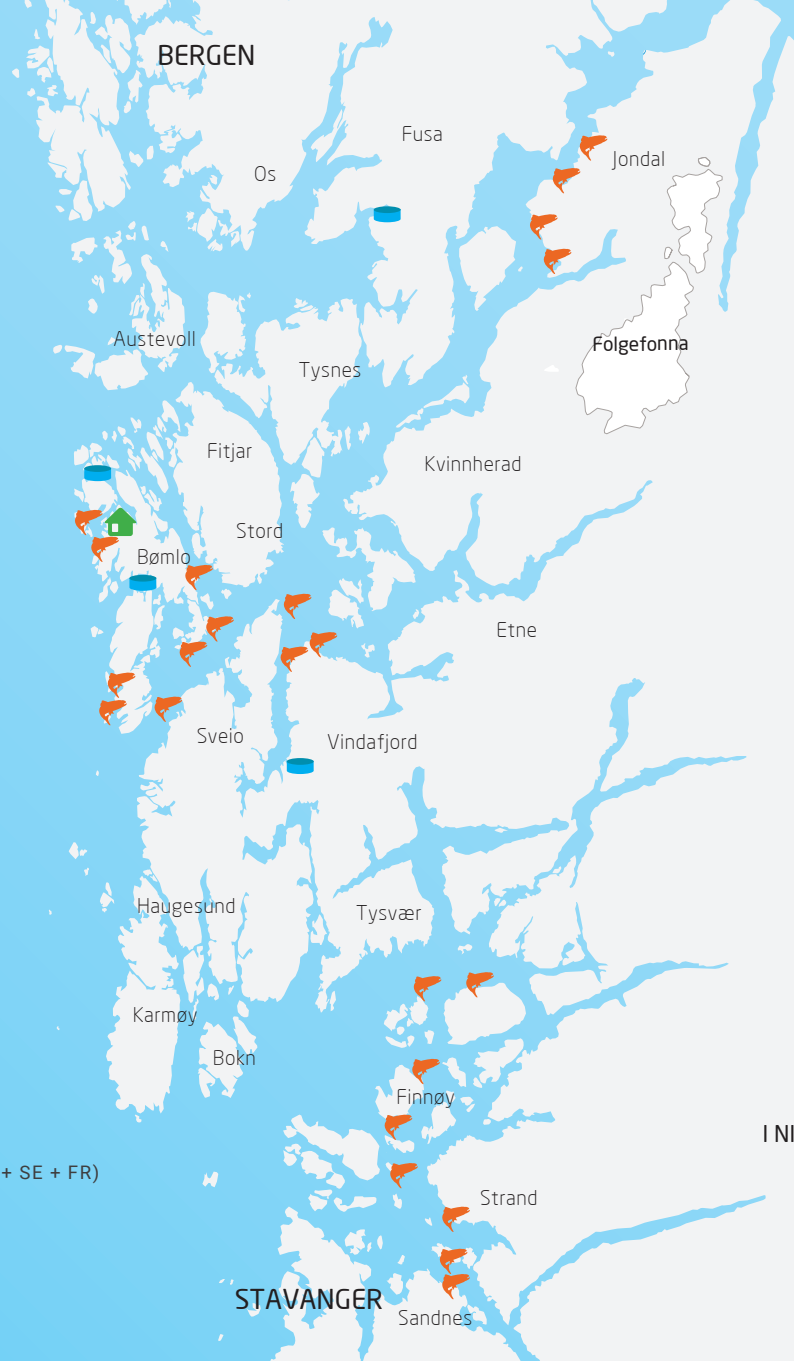 BERGEN
Fusa
Jondal
Os
Austevoll
Folgefonna
Tysnes
Fitjar
Kvinnherad
Stord
Bømlo
Etne
Sveio
Vindafjord
Haugesund
Tysvær
Karmøy
Bokn
Finnøy
I NI
+ SE + FR)
Strand
STAVANGER
Sandnes